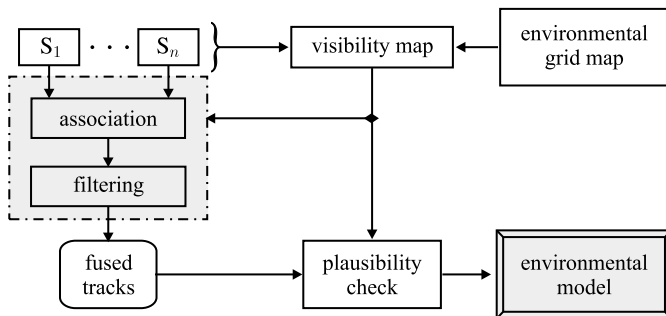 S1 · · · Sn
visibility map
environmental
grid map
association
filtering
fused
tracks
plausibility
check
environmental
model